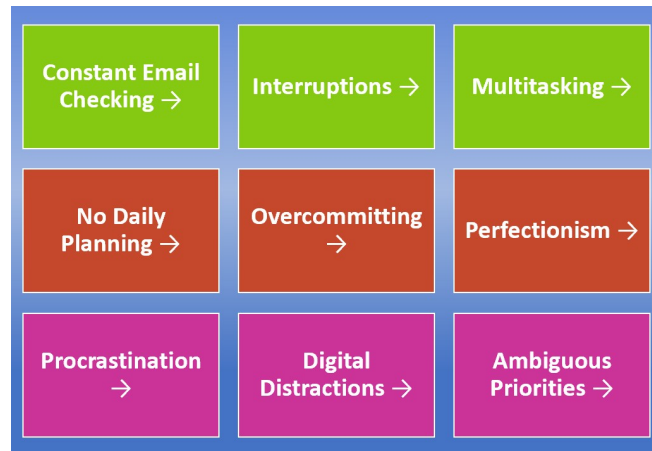 Constant Email
Checking →
Interruptions →
Multitasking →
No Daily
Planning →
Overcommitting
→
Perfectionism →
Procrastination
→
Digital
Distractions →
Ambiguous
Priorities →